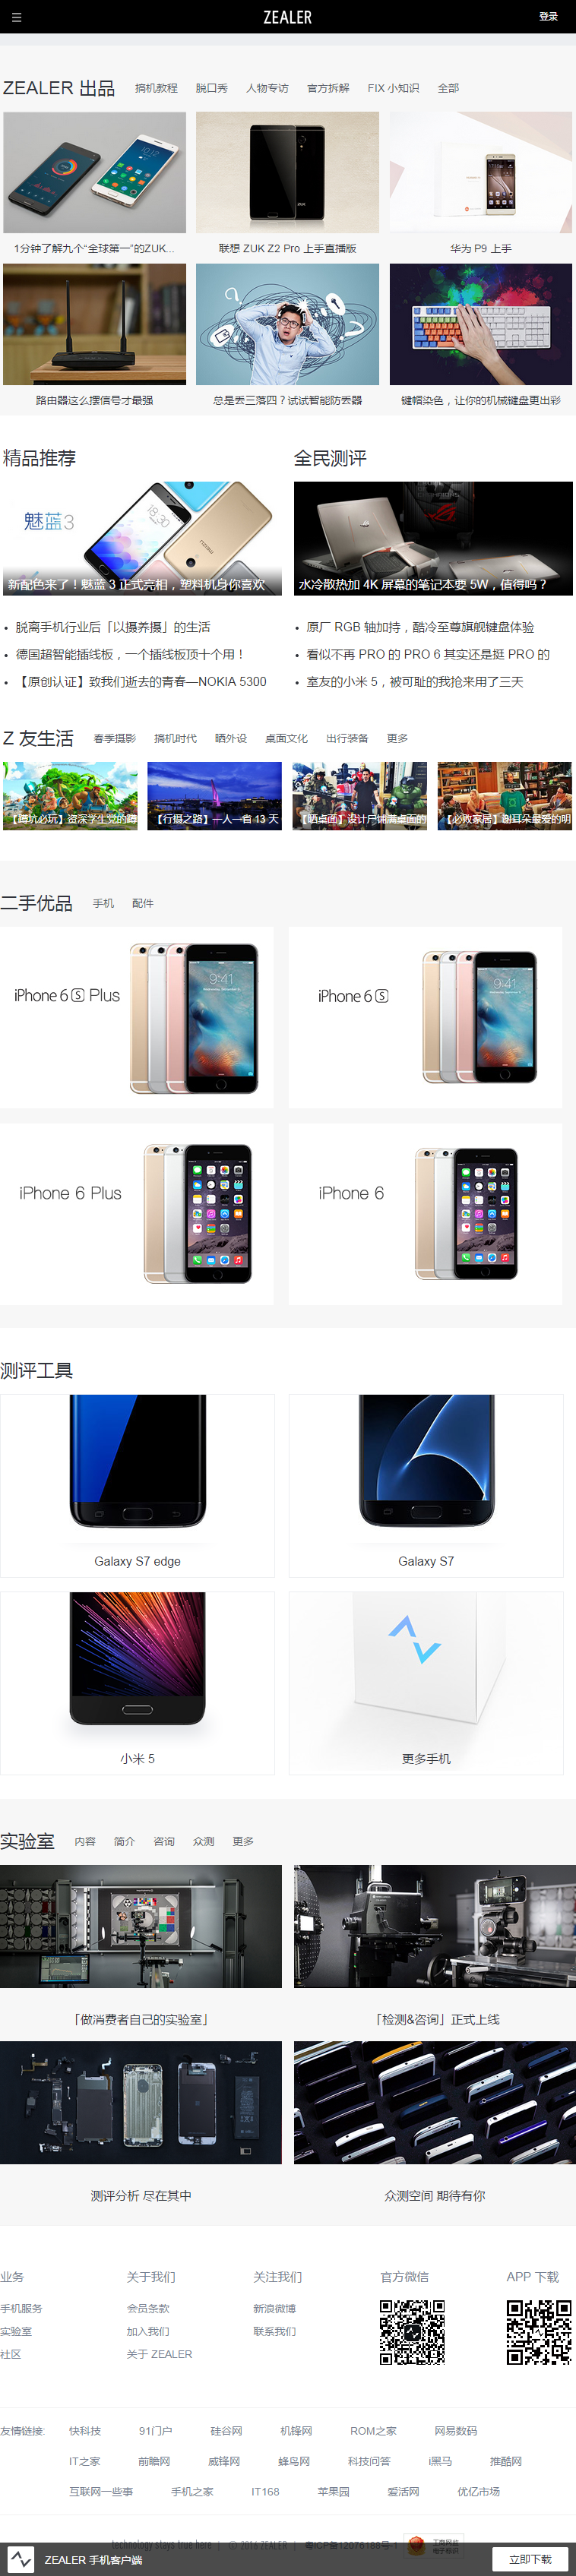 ZEALER
登录
ZEALER 出品 搞机教程 脱口秀 人物专访 官方拆解 FIX 小知识 全部
1分钟了解九个“全球第一”的ZUK...
联想 ZUK Z2 Pro 上手直播版
华为 P9 上手
路由器这么摆信号才最强
总是丢三落四？试试智能防丢器
键帽染色，让你的机械键盘更出彩
精品推荐
魅蓝3
新配色来了！魅蓝 3 正式亮相，塑料机身你喜欢
• 脱离手机行业后「以摄养摄」的生活
• 德国超智能插线板，一个插线板顶十个用！
• 【原创认证】致我们逝去的青春—NOKIA 5300
全民测评
水冷散热加 4K 屏幕的笔记本要 5W，值得吗？
• 原厂 RGB 轴加持，酷冷至尊旗舰键盘体验
• 看似不再 PRO 的 PRO 6 其实还是挺 PRO 的
• 室友的小米 5，被可耻的我抢来用了三天
Z 友生活 春季摄影 搞机时代 晒外设 桌面文化 出行装备 更多
【蹲坑必玩】资深学生党的蹲
【行摄之路】一人一省 13 天
【晒桌面】设计尸铺满桌面的
【必败家居】谢耳朵最爱的明
二手优品 手机 配件
iPhone 6S Plus
9:41
iPhone 6S
9:41
iPhone 6 Plus
iPhone 6
测评工具
Galaxy S7 edge
Galaxy S7
小米 5
更多手机
实验室 内容 简介 咨询 众测 更多
「做消费者自己的实验室」
「检测&咨询」正式上线
测评分析 尽在其中
众测空间 期待有你
业务
手机服务
实验室
社区
关于我们
会员条款
加入我们
关于 ZEALER
关注我们
新浪微博
联系我们
官方微信
APP 下载
友情链接: 快科技 91门户 硅谷网 机锋网 ROM之家 网易数码
IT之家 前瞻网 威锋网 蜂鸟网 科技问答 i黑马 推酷网
互联网一些事 手机之家 IT168 苹果园 爱活网 优亿市场
technology stays true here | © 2016 ZEALER | 粤ICP备12076188号-1
ZEALER 手机客户端
立即下载